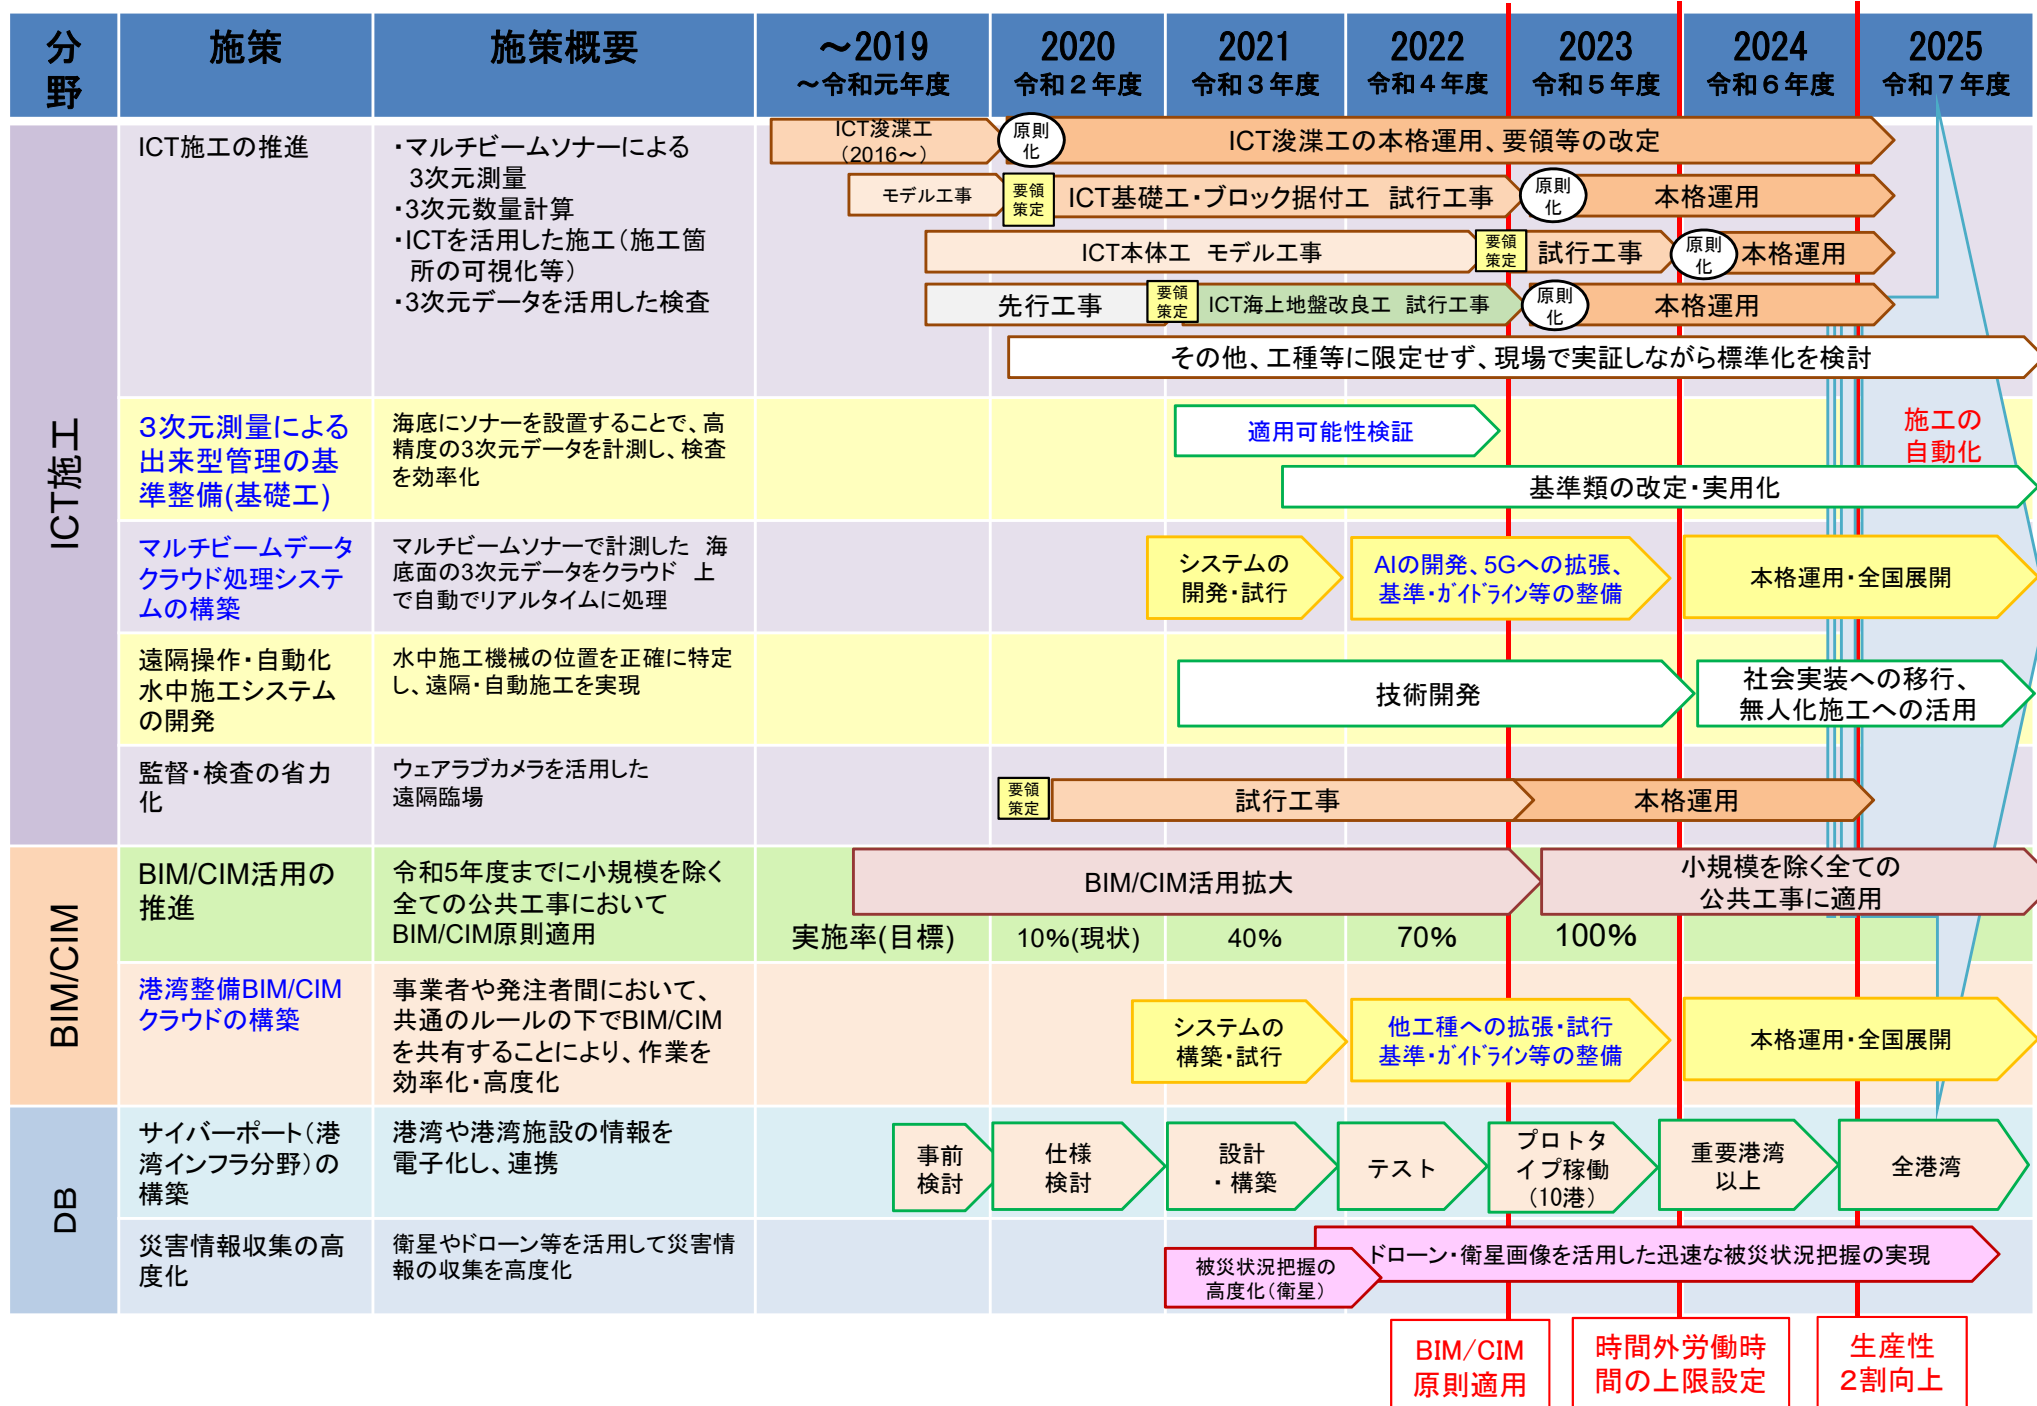 分
野
施策
施策概要
～2019
～令和元年度
2020
令和２年度
2021
令和３年度
2022
令和４年度
2023
令和５年度
2024
令和６年度
2025
令和７年度
ICT施工
ICT施工の推進
・マルチビームソナーによる
3次元測量
・3次元数量計算
・ICTを活用した施工（施工箇
所の可視化等）
・3次元データを活用した検査
ICT浚渫工
（2016～）
原則
化
ICT浚渫工の本格運用、要領等の改定
モデル工事
要領
策定
ICT基礎工・ブロック据付工　試行工事
原則
化
本格運用
ICT本体工　モデル工事
要領
策定
試行工事
原則
化
本格運用
先行工事
要領
策定
ICT海上地盤改良工　試行工事
原則
化
本格運用
その他、工種等に限定せず、現場で実証しながら標準化を検討
３次元測量による
出来型管理の基
準整備(基礎工)
海底にソナーを設置することで、高
精度の3次元データを計測し、検査
を効率化
適用可能性検証
基準類の改定・実用化
施工の
自動化
マルチビームデータ
クラウド処理システ
ムの構築
マルチビームソナーで計測した　海
底面の3次元データをクラウド　上
で自動でリアルタイムに処理
システムの
開発・試行
AIの開発、5Gへの拡張、
基準・ｶﾞｲﾄﾞﾗｲﾝ等の整備
本格運用・全国展開
遠隔操作・自動化
水中施工システム
の開発
水中施工機械の位置を正確に特定
し、遠隔・自動施工を実現
技術開発
社会実装への移行、
無人化施工への活用
監督・検査の省力
化
ウェアラブカメラを活用した
遠隔臨場
要領
策定
試行工事
本格運用
BIM/CIM
BIM/CIM活用の
推進
令和5年度までに小規模を除く
全ての公共工事において
BIM/CIM原則適用
BIM/CIM活用拡大
小規模を除く全ての
公共工事に適用
実施率(目標)
10%(現状)
40%
70%
100%
港湾整備BIM/CIM
クラウドの構築
事業者や発注者間において、
共通のルールの下でBIM/CIM
を共有することにより、作業を
効率化・高度化
システムの
構築・試行
他工種への拡張・試行
基準・ｶﾞｲﾄﾞﾗｲﾝ等の整備
本格運用・全国展開
DB
サイバーポート（港
湾インフラ分野）の
構築
港湾や港湾施設の情報を
電子化し、連携
事前
検討
仕様
検討
設計
・構築
テスト
プロトタ
イプ稼働
（10港）
重要港湾
以上
全港湾
災害情報収集の高
度化
衛星やドローン等を活用して災害情
報の収集を高度化
被災状況把握の
高度化（衛星）
ドローン・衛星画像を活用した迅速な被災状況把握の実現
BIM/CIM
原則適用
時間外労働時
間の上限設定
生産性
２割向上